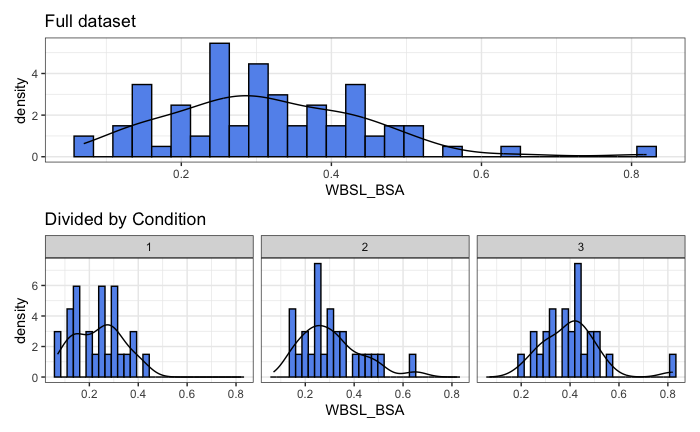 Full dataset
density
4
2
0
0.2 0.4 0.6 0.8
WBSL_BSA
Divided by Condition
1 2 3
density
6
4
2
0
0.2 0.4 0.6 0.8 0.2 0.4 0.6 0.8 0.2 0.4 0.6 0.8
WBSL_BSA